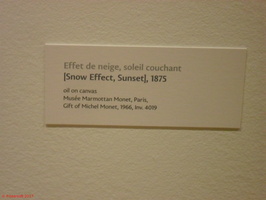 Effet de neige, soleil couchant
[Snow Effect, Sunset], 1875
oil on canvas
Musée Marmottan Monet, Paris,
Gift of Michel Monet, 1966, inv. 4019